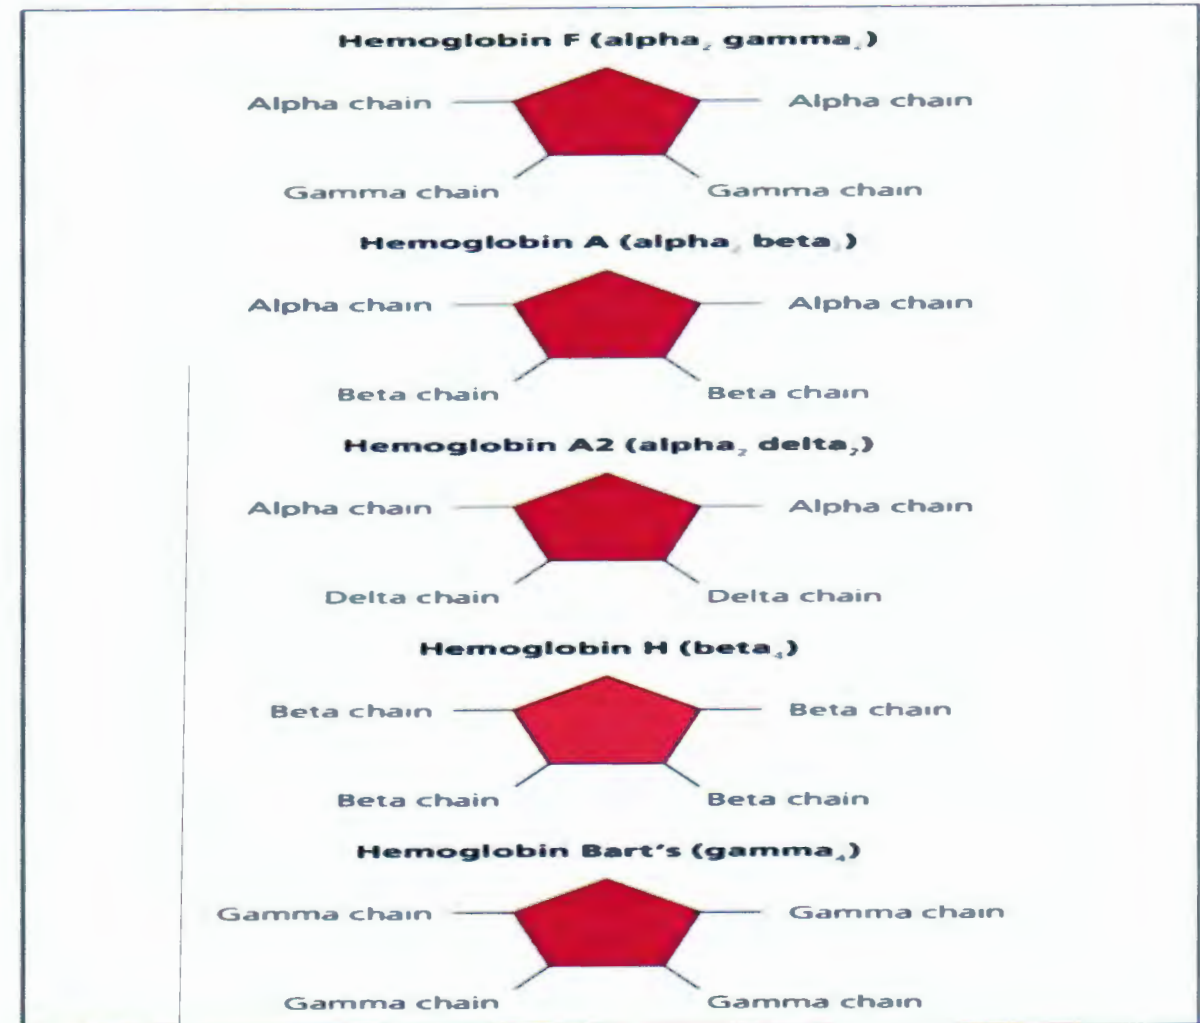 Hemoglobin F (alpha₂ gamma₂)
Alpha chain Alpha chain
Gamma chain Gamma chain
Hemoglobin A (alpha₂ beta₂)
Alpha chain Alpha chain
Beta chain Beta chain
Hemoglobin A2 (alpha₂ delta₂)
Alpha chain Alpha chain
Delta chain Delta chain
Hemoglobin H (beta₄)
Beta chain Beta chain
Beta chain Beta chain
Hemoglobin Bart's (gamma₄)
Gamma chain Gamma chain
Gamma chain Gamma chain